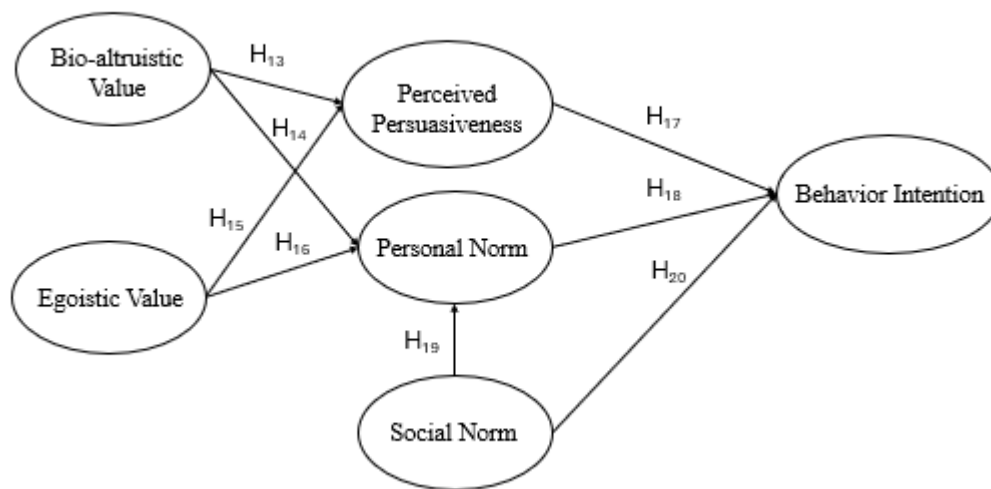 Bio-altruistic
Value
H₁₃
Perceived
Persuasiveness
H₁₄
H₁₇
Behavior Intention
H₁₈
H₁₅
H₁₆
Personal Norm
Egoistic Value
H₂₀
H₁₉
Social Norm